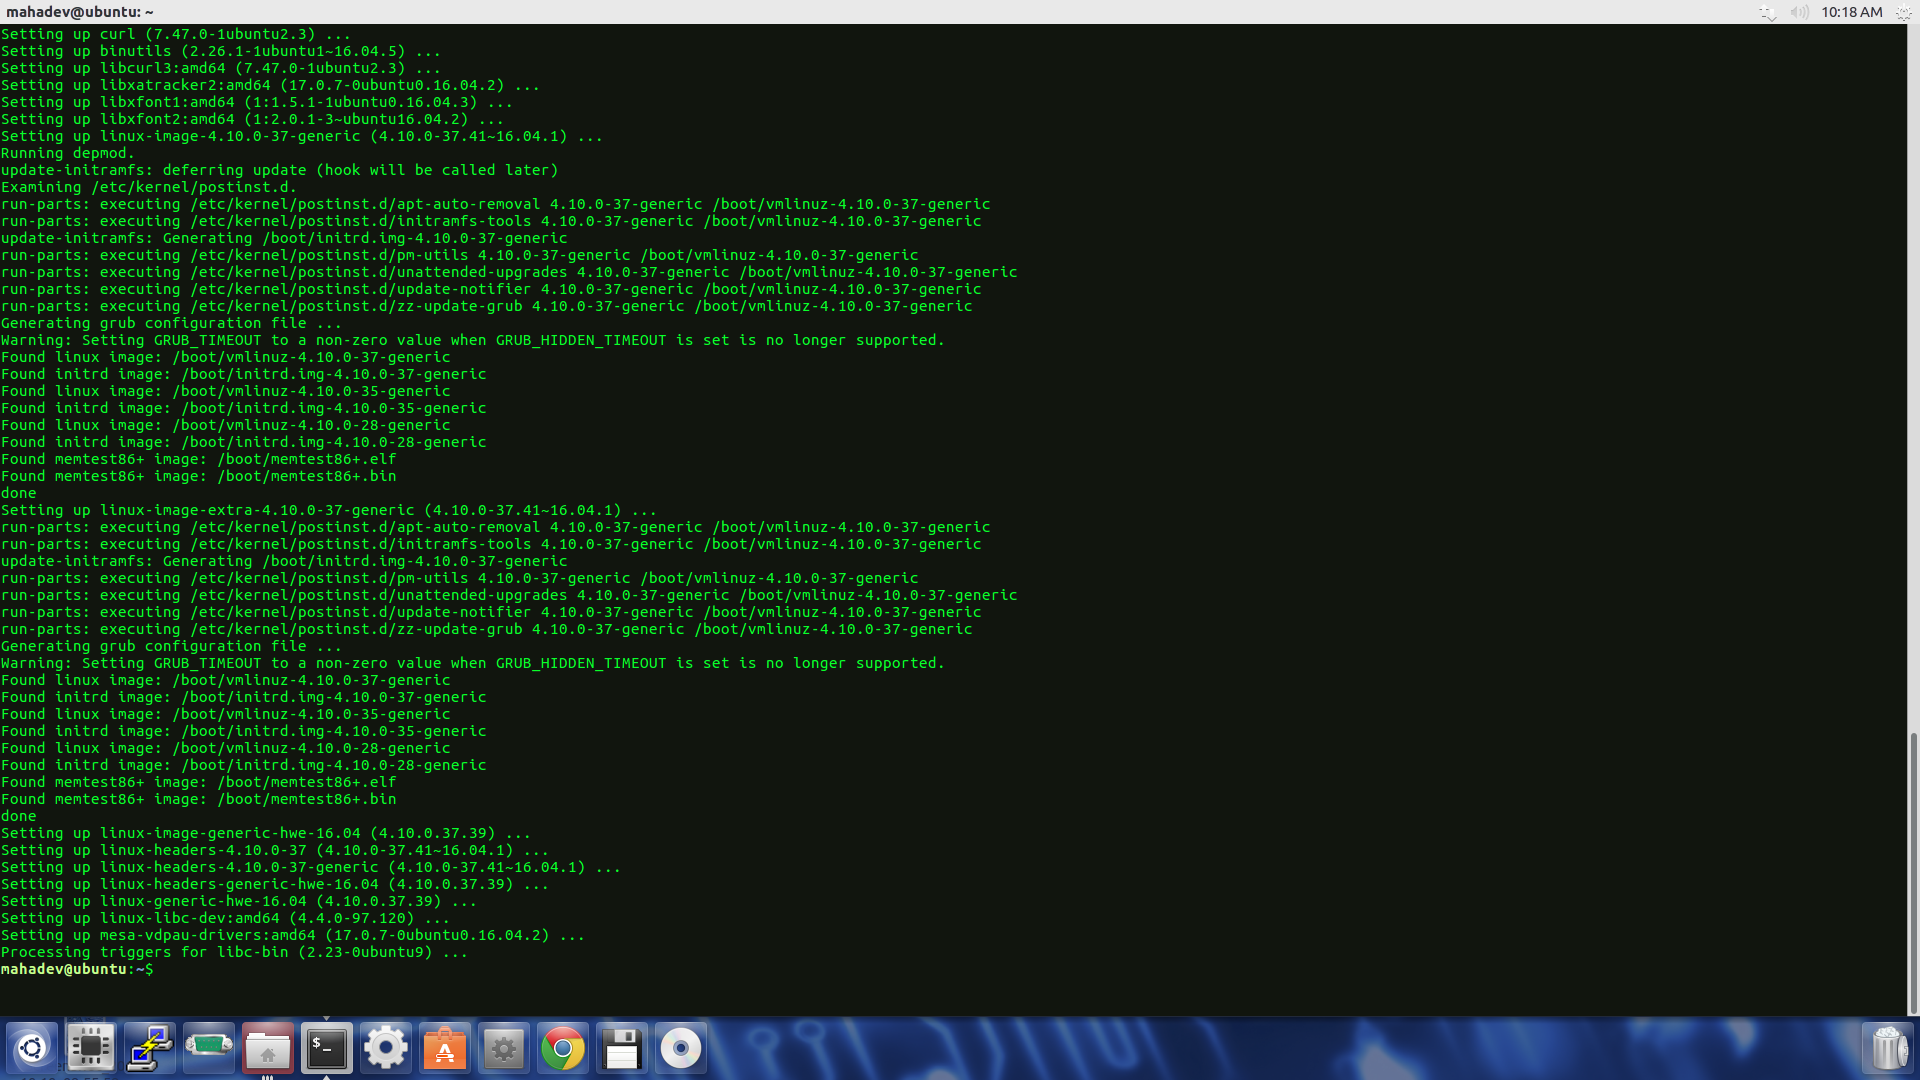 mahadev@ubuntu: ~
10:18 AM
Setting up curl (7.47.0-1ubuntu2.3) ...
Setting up binutils (2.26.1-1ubuntu1~16.04.5) ...
Setting up libcurl3:amd64 (7.47.0-1ubuntu2.3) ...
Setting up libxatracker2:amd64 (17.0.7-0ubuntu0.16.04.2) ...
Setting up libxfont1:amd64 (1:1.5.1-1ubuntu0.16.04.3) ...
Setting up libxfont2:amd64 (1:2.0.1-3~ubuntu16.04.2) ...
Setting up linux-image-4.10.0-37-generic (4.10.0-37.41~16.04.1) ...
Running depmod.
update-initramfs: deferring update (hook will be called later)
Examining /etc/kernel/postinst.d.
run-parts: executing /etc/kernel/postinst.d/apt-auto-removal 4.10.0-37-generic /boot/vmlinuz-4.10.0-37-generic
run-parts: executing /etc/kernel/postinst.d/initramfs-tools 4.10.0-37-generic /boot/vmlinuz-4.10.0-37-generic
update-initramfs: Generating /boot/initrd.img-4.10.0-37-generic
run-parts: executing /etc/kernel/postinst.d/pm-utils 4.10.0-37-generic /boot/vmlinuz-4.10.0-37-generic
run-parts: executing /etc/kernel/postinst.d/unattended-upgrades 4.10.0-37-generic /boot/vmlinuz-4.10.0-37-generic
run-parts: executing /etc/kernel/postinst.d/update-notifier 4.10.0-37-generic /boot/vmlinuz-4.10.0-37-generic
run-parts: executing /etc/kernel/postinst.d/zz-update-grub 4.10.0-37-generic /boot/vmlinuz-4.10.0-37-generic
Generating grub configuration file ...
Warning: Setting GRUB_TIMEOUT to a non-zero value when GRUB_HIDDEN_TIMEOUT is set is no longer supported.
Found linux image: /boot/vmlinuz-4.10.0-37-generic
Found initrd image: /boot/initrd.img-4.10.0-37-generic
Found linux image: /boot/vmlinuz-4.10.0-35-generic
Found initrd image: /boot/initrd.img-4.10.0-35-generic
Found linux image: /boot/vmlinuz-4.10.0-28-generic
Found initrd image: /boot/initrd.img-4.10.0-28-generic
Found memtest86+ image: /boot/memtest86+.elf
Found memtest86+ image: /boot/memtest86+.bin
done
Setting up linux-image-extra-4.10.0-37-generic (4.10.0-37.41~16.04.1) ...
run-parts: executing /etc/kernel/postinst.d/apt-auto-removal 4.10.0-37-generic /boot/vmlinuz-4.10.0-37-generic
run-parts: executing /etc/kernel/postinst.d/initramfs-tools 4.10.0-37-generic /boot/vmlinuz-4.10.0-37-generic
update-initramfs: Generating /boot/initrd.img-4.10.0-37-generic
run-parts: executing /etc/kernel/postinst.d/pm-utils 4.10.0-37-generic /boot/vmlinuz-4.10.0-37-generic
run-parts: executing /etc/kernel/postinst.d/unattended-upgrades 4.10.0-37-generic /boot/vmlinuz-4.10.0-37-generic
run-parts: executing /etc/kernel/postinst.d/update-notifier 4.10.0-37-generic /boot/vmlinuz-4.10.0-37-generic
run-parts: executing /etc/kernel/postinst.d/zz-update-grub 4.10.0-37-generic /boot/vmlinuz-4.10.0-37-generic
Generating grub configuration file ...
Warning: Setting GRUB_TIMEOUT to a non-zero value when GRUB_HIDDEN_TIMEOUT is set is no longer supported.
Found linux image: /boot/vmlinuz-4.10.0-37-generic
Found initrd image: /boot/initrd.img-4.10.0-37-generic
Found linux image: /boot/vmlinuz-4.10.0-35-generic
Found initrd image: /boot/initrd.img-4.10.0-35-generic
Found linux image: /boot/vmlinuz-4.10.0-28-generic
Found initrd image: /boot/initrd.img-4.10.0-28-generic
Found memtest86+ image: /boot/memtest86+.elf
Found memtest86+ image: /boot/memtest86+.bin
done
Setting up linux-image-generic-hwe-16.04 (4.10.0.37.39) ...
Setting up linux-headers-4.10.0-37 (4.10.0-37.41~16.04.1) ...
Setting up linux-headers-4.10.0-37-generic (4.10.0-37.41~16.04.1) ...
Setting up linux-headers-generic-hwe-16.04 (4.10.0.37.39) ...
Setting up linux-generic-hwe-16.04 (4.10.0.37.39) ...
Setting up linux-libc-dev:amd64 (4.4.0-97.120) ...
Setting up mesa-vdpau-drivers:amd64 (17.0.7-0ubuntu0.16.04.2) ...
Processing triggers for libc-bin (2.23-0ubuntu9) ...
mahadev@ubuntu:~$
$_